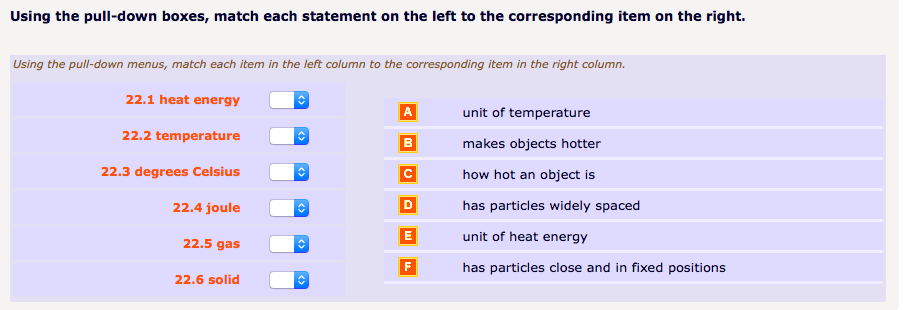 Using the pull-down boxes, match each statement on the left to the corresponding item on the right.
Using the pull-down menus, match each item in the left column to the corresponding item in the right column.
22.1 heat energy
22.2 temperature
22.3 degrees Celsius
22.4 joule
22.5 gas
22.6 solid
A unit of temperature
B makes objects hotter
C how hot an object is
D has particles widely spaced
E unit of heat energy
F has particles close and in fixed positions